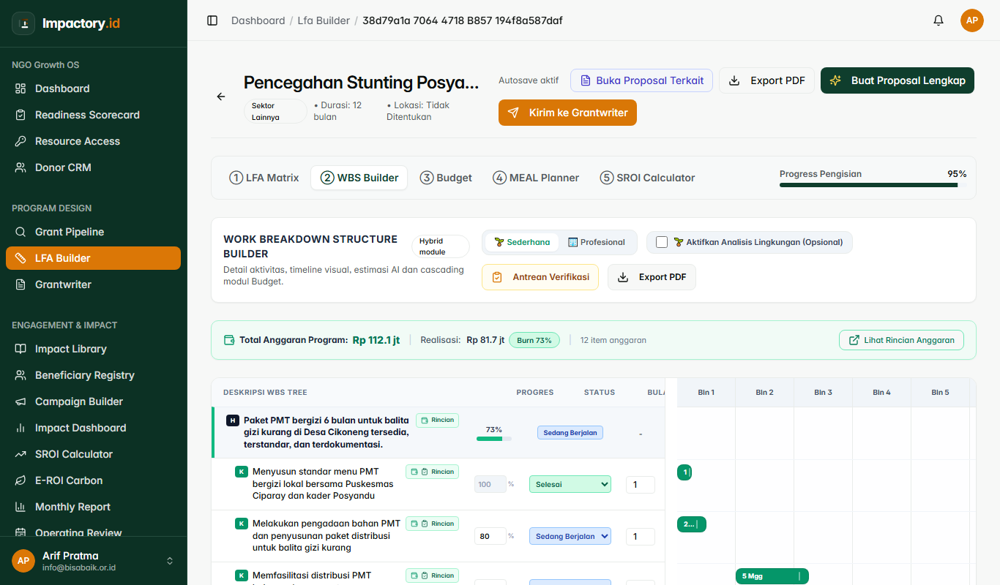 Impactory.id
NGO Growth OS
Dashboard
Readiness Scorecard
Resource Access
Donor CRM
PROGRAM DESIGN
Grant Pipeline
LFA Builder
Grantwriter
ENGAGEMENT & IMPACT
Impact Library
Beneficiary Registry
Campaign Builder
Impact Dashboard
SROI Calculator
E-ROI Carbon
Monthly Report
Operating Review
AP
Arif Pratma
info@bisabaik.or.id
Dashboard / Lfa Builder / 38d79a1a 7064 4718 B857 194f8a587daf
AP
Pencegahan Stunting Posya...
Sektor
Lainnya
• Durasi: 12
bulan
• Lokasi: Tidak
Ditentukan
Autosave aktif
Buka Proposal Terkait
Export PDF
Buat Proposal Lengkap
Kirim ke Grantwriter
1 LFA Matrix
2 WBS Builder
3 Budget
4 MEAL Planner
5 SROI Calculator
Progress Pengisian 95%
WORK BREAKDOWN STRUCTURE
BUILDER
Hybrid
module
Detail aktivitas, timeline visual, estimasi AI dan cascading
modul Budget.
Sederhana
Profesional
Aktifkan Analisis Lingkungan (Opsional)
Antrean Verifikasi
Export PDF
Total Anggaran Program: Rp 112.1 jt
Realisasi: Rp 81.7 jt Burn 73%
12 item anggaran
Lihat Rincian Anggaran
DESKRIPSI WBS TREE PROGRES STATUS BULA
Bln 1 Bln 2 Bln 3 Bln 4 Bln 5
H Paket PMT bergizi 6 bulan untuk balita
gizi kurang di Desa Cikoneng tersedia,
terstandar, dan terdokumentasi.
Rincian
73%
Sedang Berjalan
-
K Menyusun standar menu PMT
bergizi lokal bersama Puskesmas
Ciparay dan kader Posyandu
Rincian
100 %
Selesai
1
1
K Melakukan pengadaan bahan PMT
dan penyusunan paket distribusi
untuk balita gizi kurang
Rincian
80 %
Sedang Berjalan
1
2...
K Memfasilitasi distribusi PMT
Rincian
5 Mgg